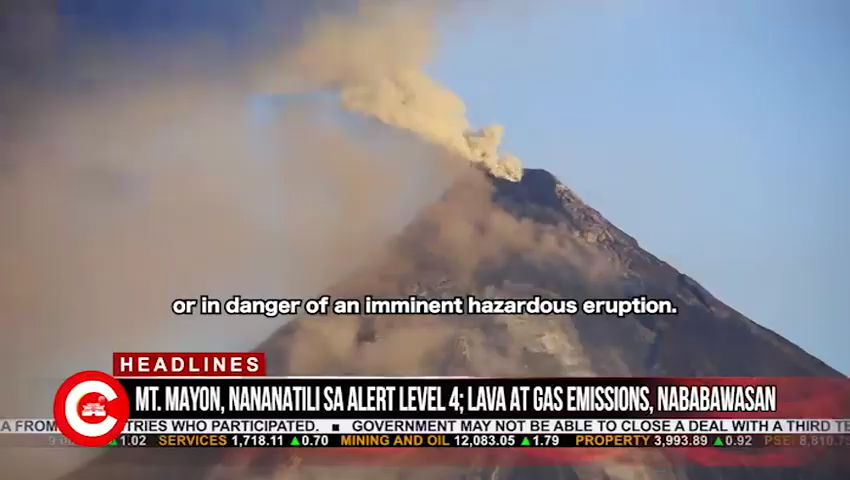 or in danger of an imminent hazardous eruption.
HEADLINES
MT. MAYON, NANANATILI SA ALERT LEVEL 4; LAVA AT GAS EMISSIONS, NABABAWASAN
A FROM TRIES WHO PARTICIPATED. ■ GOVERNMENT MAY NOT BE ABLE TO CLOSE A DEAL WITH A THIRD TE
▲1.02 SERVICES 1,718.11 ▲0.70 MINING AND OIL 12,083.05 ▲1.79 PROPERTY 3,993.89 ▲0.92 PSEI 8,810.75